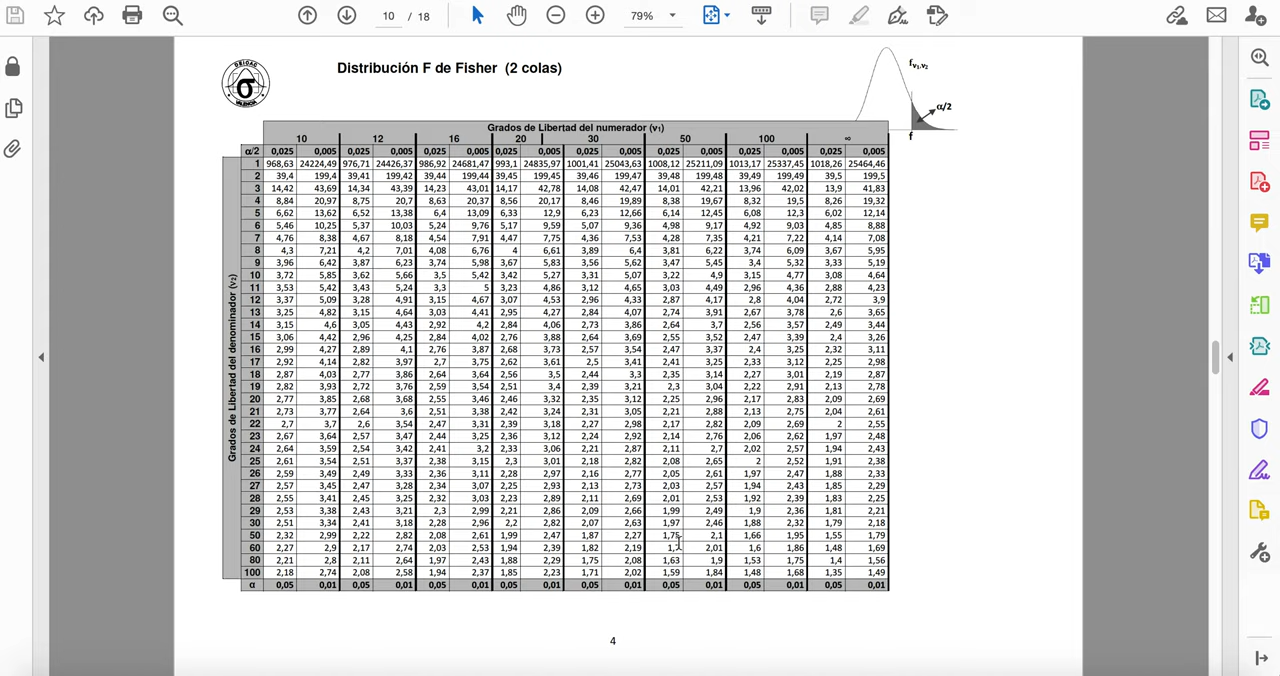 10 / 18
79%
Distribución F de Fisher (2 colas)
OBIOAC
σ
VALENCIA
fν1,ν2
α/2
f
Grados de Libertad del numerador (ν1)
10 12 16 20 30 50 100 ∞
α/2 0,025 0,005 0,025 0,005 0,025 0,005 0,025 0,005 0,025 0,005 0,025 0,005 0,025 0,005 0,025 0,005
Grados de Libertad del denominador (ν2)
1 968,63 24224,49 976,71 24426,37 986,92 24681,47 993,1 24835,97 1001,41 25043,63 1008,12 25211,09 1013,17 25337,45 1018,26 25464,46
2 39,4 199,4 39,41 199,42 39,44 199,44 39,45 199,45 39,46 199,47 39,48 199,48 39,49 199,49 39,5 199,5
3 14,42 43,69 14,34 43,39 14,23 43,01 14,17 42,78 14,08 42,47 14,01 42,21 13,96 42,02 13,9 41,83
4 8,84 20,97 8,75 20,7 8,63 20,37 8,56 20,17 8,46 19,89 8,38 19,67 8,32 19,5 8,26 19,32
5 6,62 13,62 6,52 13,38 6,4 13,09 6,33 12,9 6,23 12,66 6,14 12,45 6,08 12,3 6,02 12,14
6 5,46 10,25 5,37 10,03 5,24 9,76 5,17 9,59 5,07 9,36 4,98 9,17 4,92 9,03 4,85 8,88
7 4,76 8,38 4,67 8,18 4,54 7,91 4,47 7,75 4,36 7,53 4,28 7,35 4,21 7,22 4,14 7,08
8 4,3 7,21 4,2 7,01 4,08 6,76 4 6,61 3,89 6,4 3,81 6,22 3,74 6,09 3,67 5,95
9 3,96 6,42 3,87 6,23 3,74 5,98 3,67 5,83 3,56 5,62 3,47 5,45 3,4 5,32 3,33 5,19
10 3,72 5,85 3,62 5,66 3,5 5,42 3,42 5,27 3,31 5,07 3,22 4,9 3,15 4,77 3,08 4,64
11 3,53 5,42 3,43 5,24 3,3 5 3,23 4,86 3,12 4,65 3,03 4,49 2,96 4,36 2,88 4,23
12 3,37 5,09 3,28 4,91 3,15 4,67 3,07 4,53 2,96 4,33 2,87 4,17 2,8 4,04 2,72 3,9
13 3,25 4,82 3,15 4,64 3,03 4,41 2,95 4,27 2,84 4,07 2,74 3,91 2,67 3,78 2,6 3,65
14 3,15 4,6 3,05 4,43 2,92 4,2 2,84 4,06 2,73 3,86 2,64 3,7 2,56 3,57 2,49 3,44
15 3,06 4,42 2,96 4,25 2,84 4,02 2,76 3,88 2,64 3,69 2,55 3,52 2,47 3,39 2,4 3,26
16 2,99 4,27 2,89 4,1 2,76 3,87 2,68 3,73 2,57 3,54 2,47 3,37 2,4 3,25 2,32 3,11
17 2,92 4,14 2,82 3,97 2,7 3,75 2,62 3,61 2,5 3,41 2,41 3,25 2,33 3,12 2,25 2,98
18 2,87 4,03 2,77 3,86 2,64 3,64 2,56 3,5 2,44 3,3 2,35 3,14 2,27 3,01 2,19 2,87
19 2,82 3,93 2,72 3,76 2,59 3,54 2,51 3,4 2,39 3,21 2,3 3,04 2,22 2,91 2,13 2,78
20 2,77 3,85 2,68 3,68 2,55 3,46 2,46 3,32 2,35 3,12 2,25 2,96 2,17 2,83 2,09 2,69
21 2,73 3,77 2,64 3,6 2,51 3,38 2,42 3,24 2,31 3,05 2,21 2,88 2,13 2,75 2,04 2,61
22 2,7 3,7 2,6 3,54 2,47 3,31 2,39 3,18 2,27 2,98 2,17 2,82 2,09 2,69 2 2,55
23 2,67 3,64 2,57 3,47 2,44 3,25 2,36 3,12 2,24 2,92 2,14 2,76 2,06 2,62 1,97 2,48
24 2,64 3,59 2,54 3,42 2,41 3,2 2,33 3,06 2,21 2,87 2,11 2,7 2,02 2,57 1,94 2,43
25 2,61 3,54 2,51 3,37 2,38 3,15 2,3 3,01 2,18 2,82 2,08 2,65 2 2,52 1,91 2,38
26 2,59 3,49 2,49 3,33 2,36 3,11 2,28 2,97 2,16 2,77 2,05 2,61 1,97 2,47 1,88 2,33
27 2,57 3,45 2,47 3,28 2,34 3,07 2,25 2,93 2,13 2,73 2,03 2,57 1,94 2,43 1,85 2,29
28 2,55 3,41 2,45 3,25 2,32 3,03 2,23 2,89 2,11 2,69 2,01 2,53 1,92 2,39 1,83 2,25
29 2,53 3,38 2,43 3,21 2,3 2,99 2,21 2,86 2,09 2,66 1,99 2,49 1,9 2,36 1,81 2,21
30 2,51 3,34 2,41 3,18 2,28 2,96 2,2 2,82 2,07 2,63 1,97 2,46 1,88 2,32 1,79 2,18
50 2,32 2,99 2,22 2,82 2,08 2,61 1,99 2,47 1,87 2,27 1,75 2,1 1,66 1,95 1,55 1,79
60 2,27 2,9 2,17 2,74 2,03 2,53 1,94 2,39 1,82 2,19 2,01 1,6 1,86 1,48 1,69
80 2,21 2,8 2,11 2,64 1,97 2,43 1,88 2,29 1,75 2,08 1,63 1,9 1,53 1,75 1,4 1,56
100 2,18 2,74 2,08 2,58 1,94 2,37 1,85 2,23 1,71 2,02 1,59 1,84 1,48 1,68 1,35 1,49
α 0,05 0,01 0,05 0,01 0,05 0,01 0,05 0,01 0,05 0,01 0,05 0,01 0,05 0,01 0,05 0,01
4